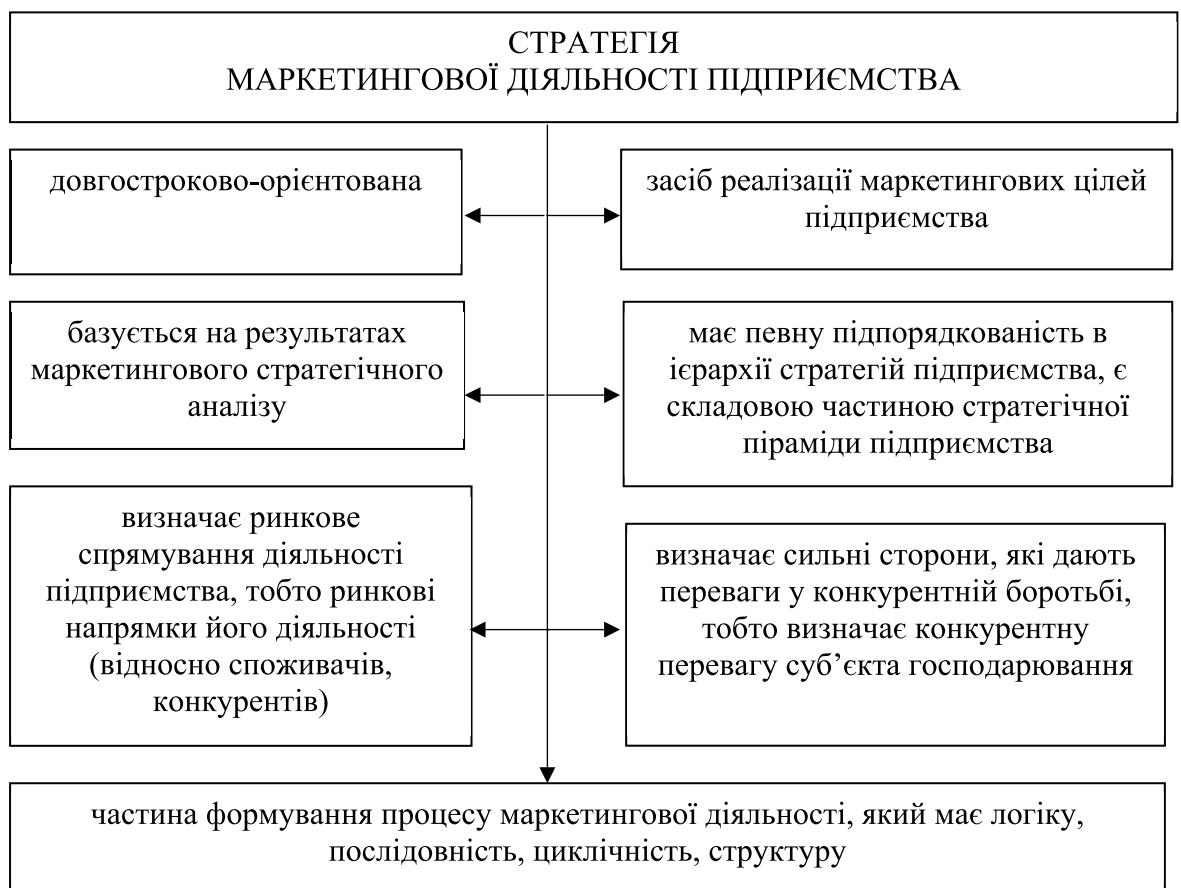 СТРАТЕГІЯ
МАРКЕТИНГОВОЇ ДІЯЛЬНОСТІ ПІДПРИЄМСТВА
довгостроково-орієнтована
засіб реалізації маркетингових цілей
підприємства
базується на результатах
маркетингового стратегічного
аналізу
має певну підпорядкованість в
ієрархії стратегій підприємства, є
складовою частиною стратегічної
піраміди підприємства
визначає ринкове
спрямування діяльності
підприємства, тобто ринкові
напрямки його діяльності
(відносно споживачів,
конкурентів)
визначає сильні сторони, які дають
переваги у конкурентній боротьбі,
тобто визначає конкурентну
перевагу суб’єкта господарювання
частина формування процесу маркетингової діяльності, який має логіку,
послідовність, циклічність, структуру